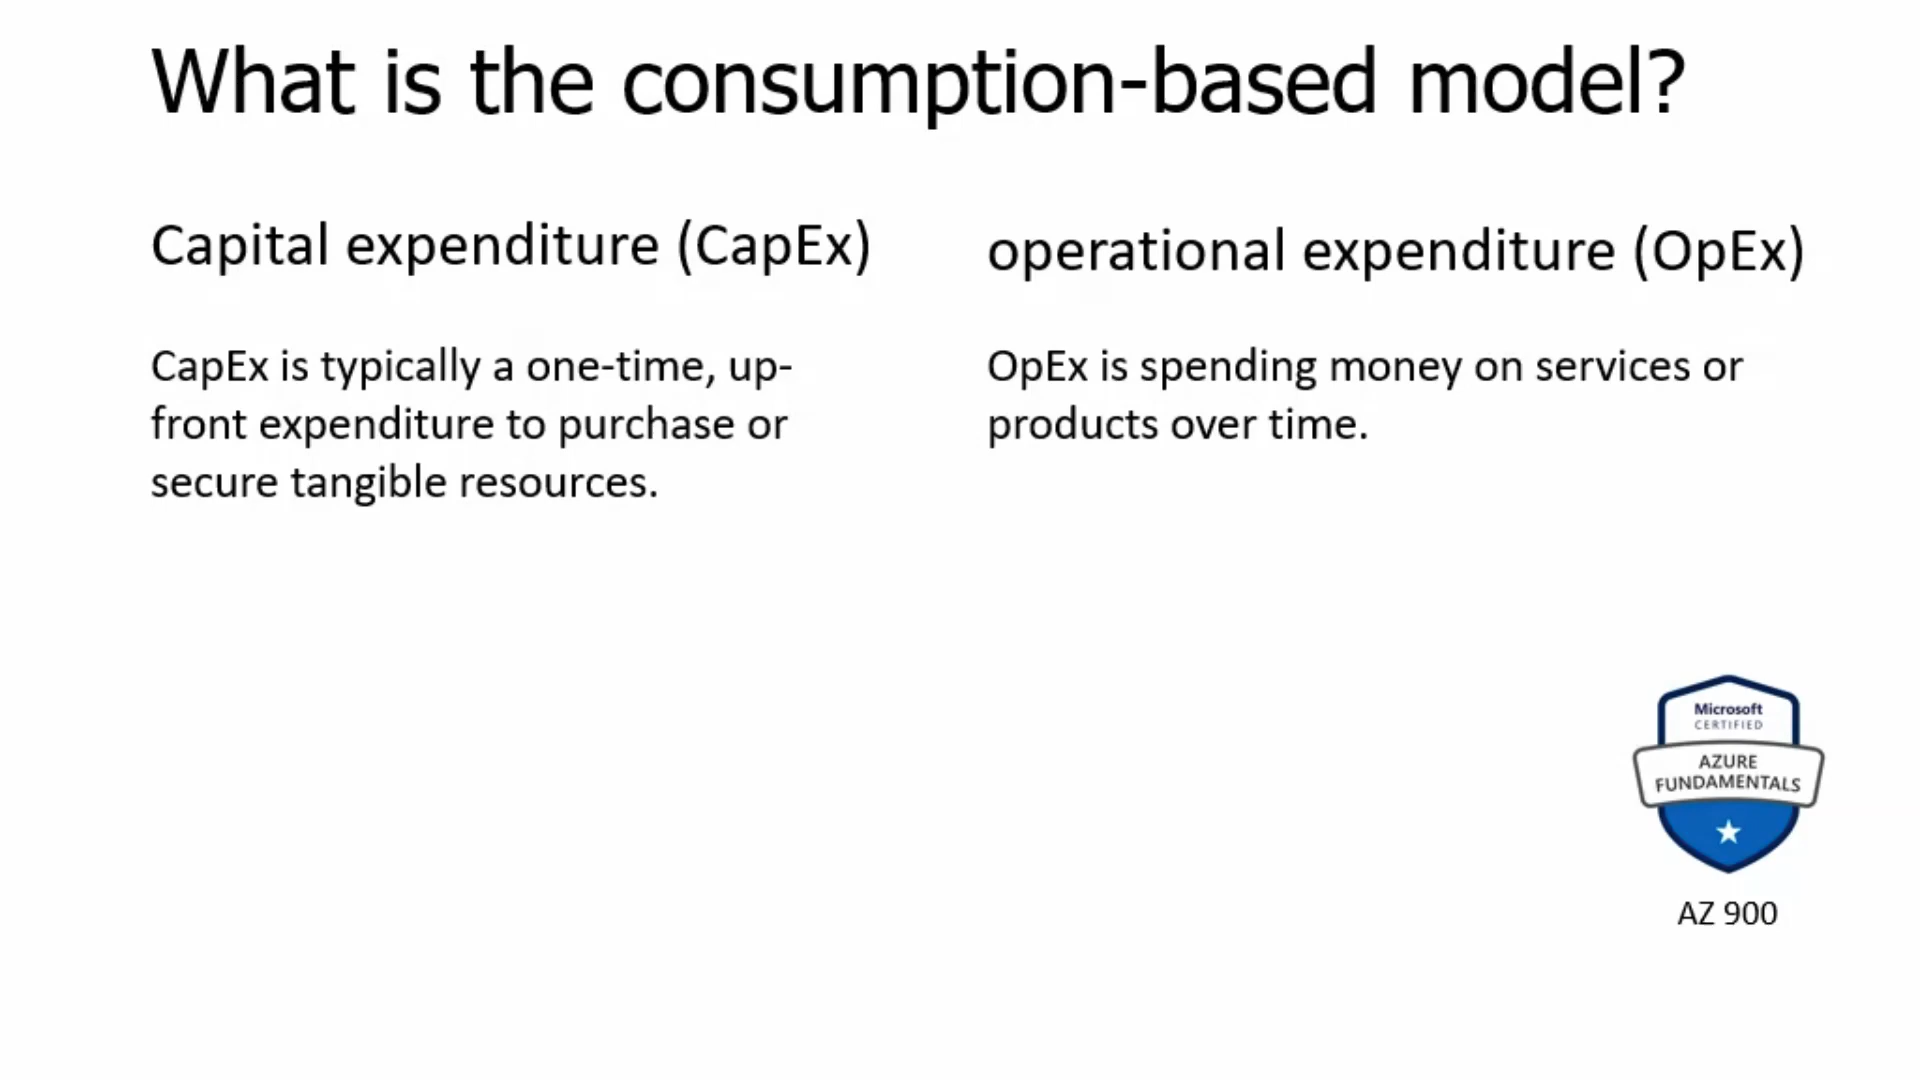 What is the consumption-based model?
Capital expenditure (CapEx)
CapEx is typically a one-time, up-
front expenditure to purchase or
secure tangible resources.
operational expenditure (OpEx)
OpEx is spending money on services or
products over time.
Microsoft
CERTIFIED
AZURE
FUNDAMENTALS
AZ 900